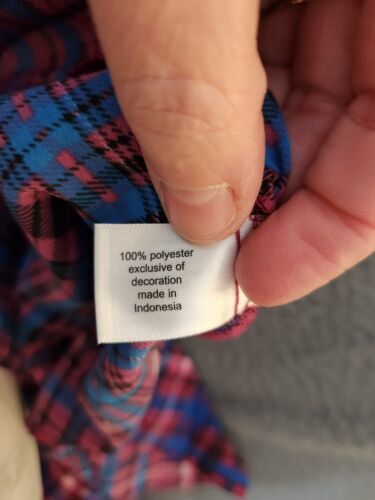 100% polyester
exclusive of
decoration
made in
Indonesia